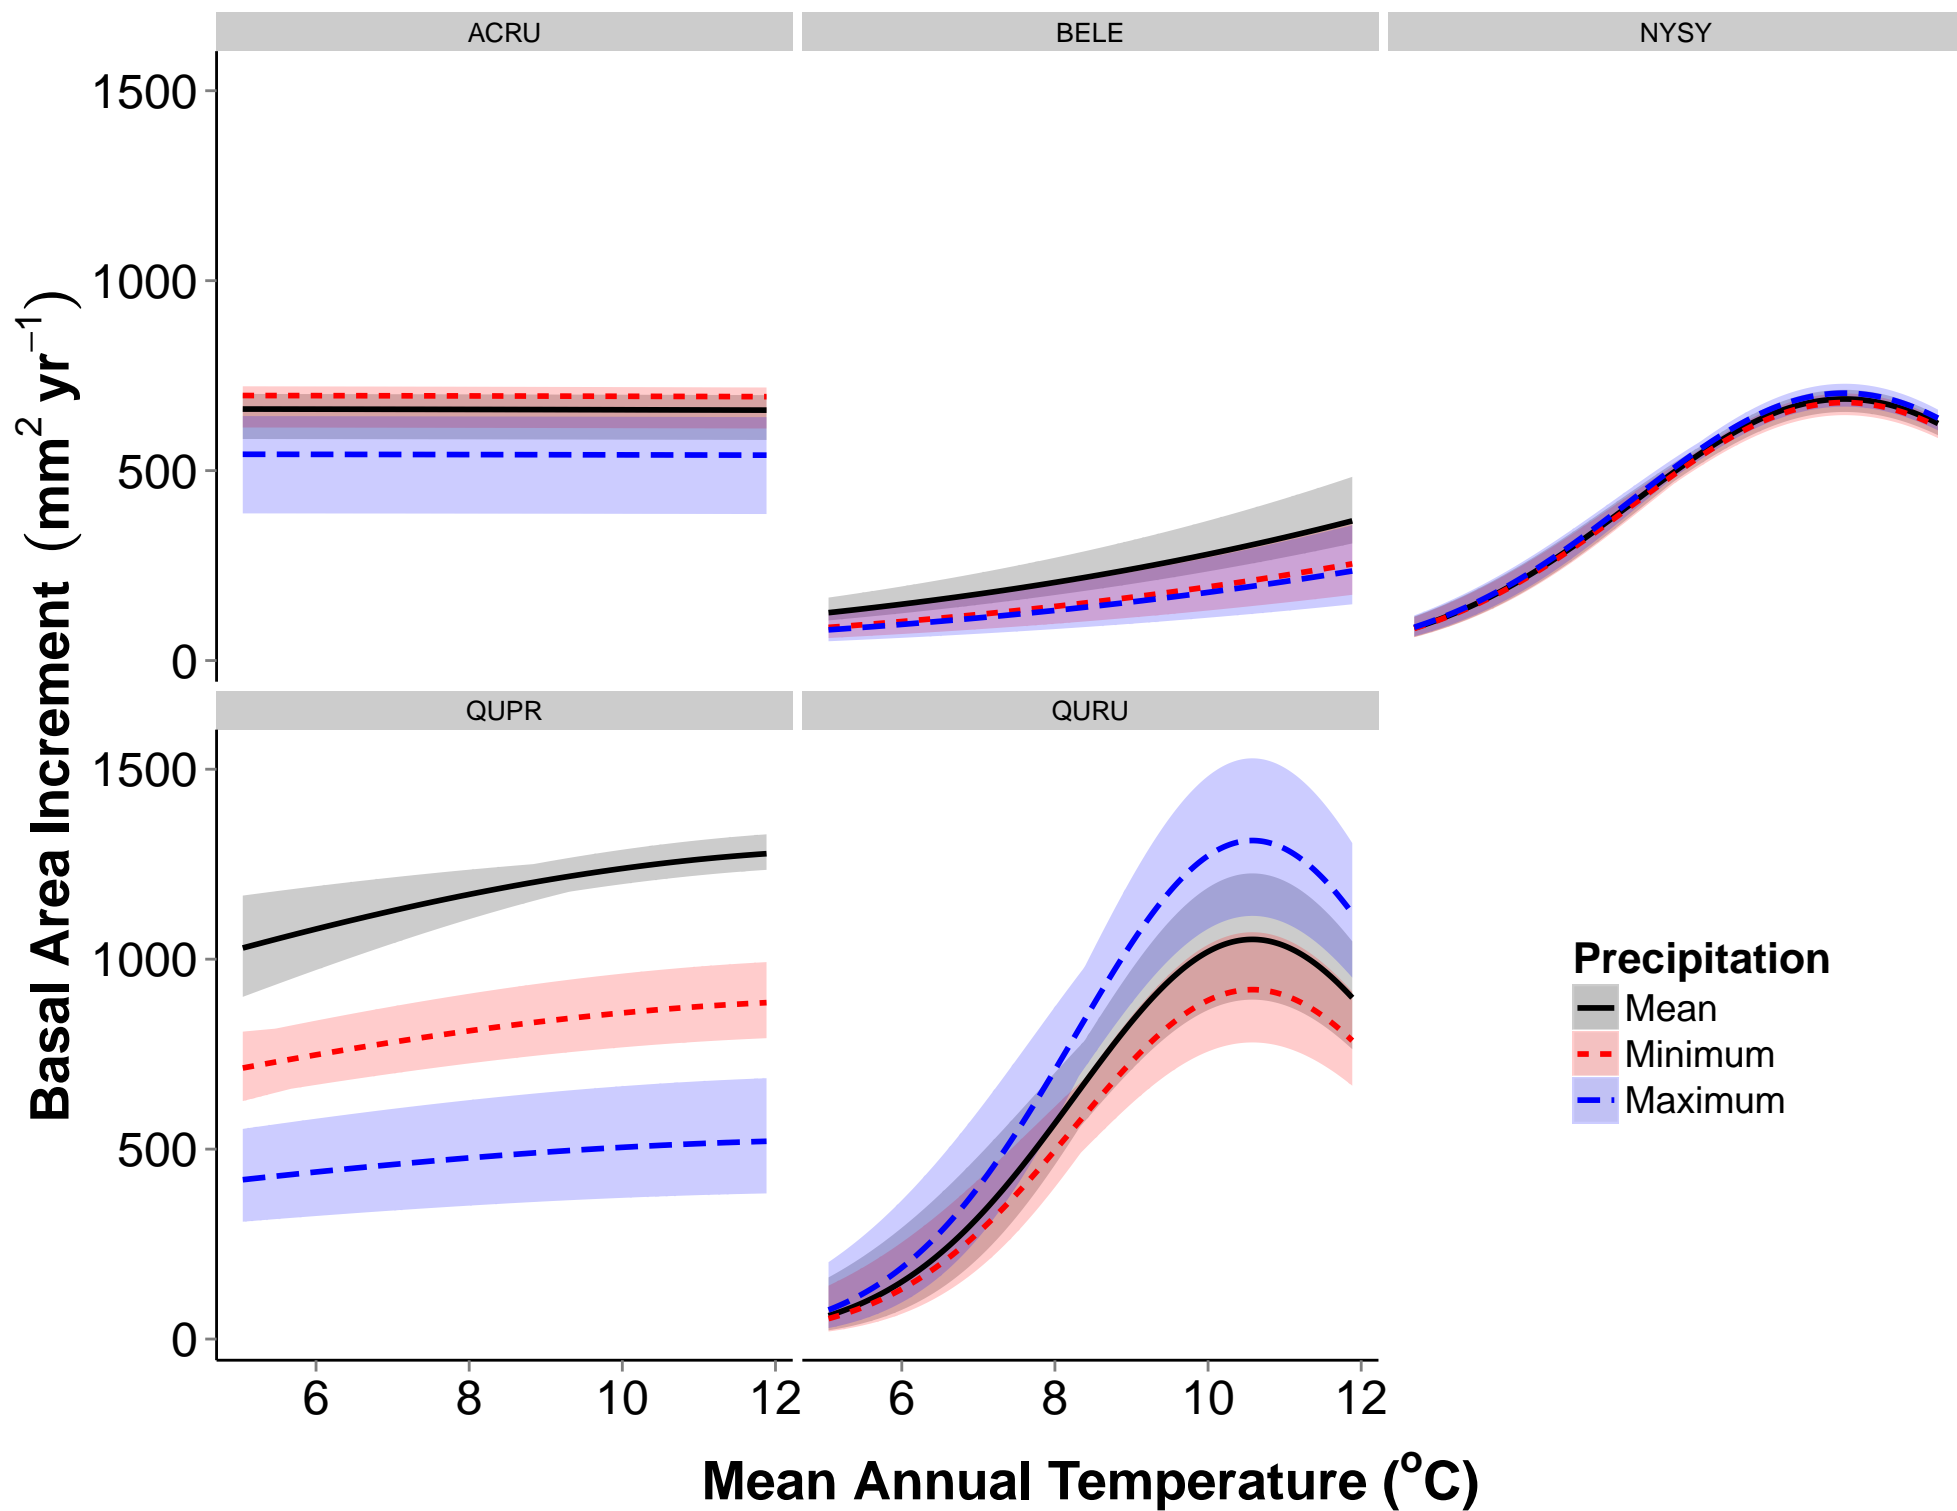 ACRU
BELE
NYSY
1500
1000
500
0
QUPR
QURU
1500
1000
500
0
6
8
10
12
6
8
10
12
Basal Area Increment (mm² yr⁻¹)
Mean Annual Temperature (°C)
Precipitation
Mean
Minimum
Maximum